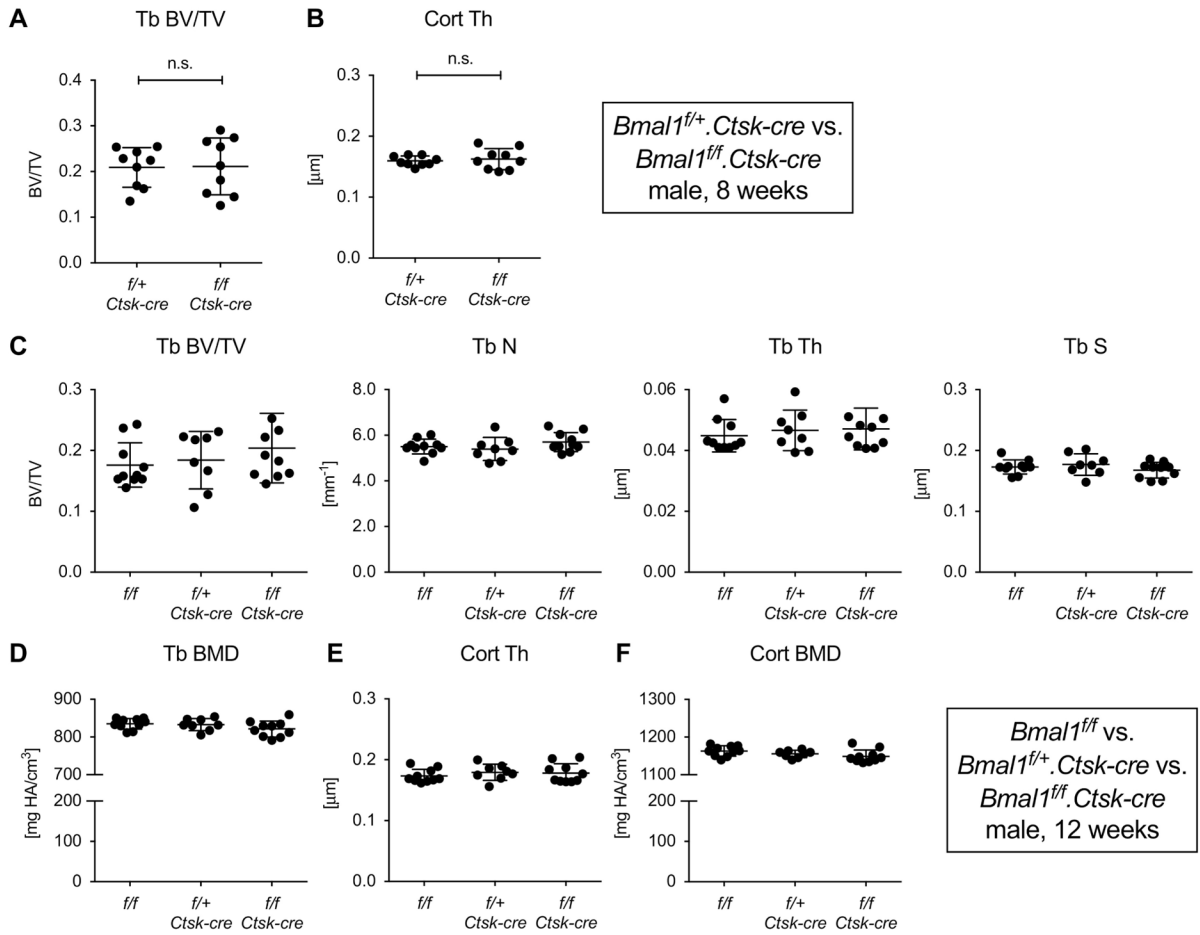 A
Tb BV/TV
n.s.
BV/TV
0.4
0.3
0.2
0.1
0.0
f/+
Ctsk-cre
f/f
Ctsk-cre
B
Cort Th
n.s.
[μm]
0.3
0.2
0.1
0.0
f/+
Ctsk-cre
f/f
Ctsk-cre
Bmal1f/+.Ctsk-cre vs.
Bmal1f/f.Ctsk-cre
male, 8 weeks
C
Tb BV/TV
BV/TV
0.3
0.2
0.1
0.0
f/f
f/+
Ctsk-cre
f/f
Ctsk-cre
Tb N
[mm-1]
8.0
6.0
4.0
2.0
0.0
f/f
f/+
Ctsk-cre
f/f
Ctsk-cre
Tb Th
[μm]
0.06
0.04
0.02
0.00
f/f
f/+
Ctsk-cre
f/f
Ctsk-cre
Tb S
[μm]
0.3
0.2
0.1
0.0
f/f
f/+
Ctsk-cre
f/f
Ctsk-cre
D
Tb BMD
[mg HA/cm3]
900
800
700
200
100
0
f/f
f/+
Ctsk-cre
f/f
Ctsk-cre
E
Cort Th
[μm]
0.3
0.2
0.1
0.0
f/f
f/+
Ctsk-cre
f/f
Ctsk-cre
F
Cort BMD
[mg HA/cm3]
1300
1200
1100
200
100
0
f/f
f/+
Ctsk-cre
f/f
Ctsk-cre
Bmal1f/f vs.
Bmal1f/+.Ctsk-cre vs.
Bmal1f/f.Ctsk-cre
male, 12 weeks